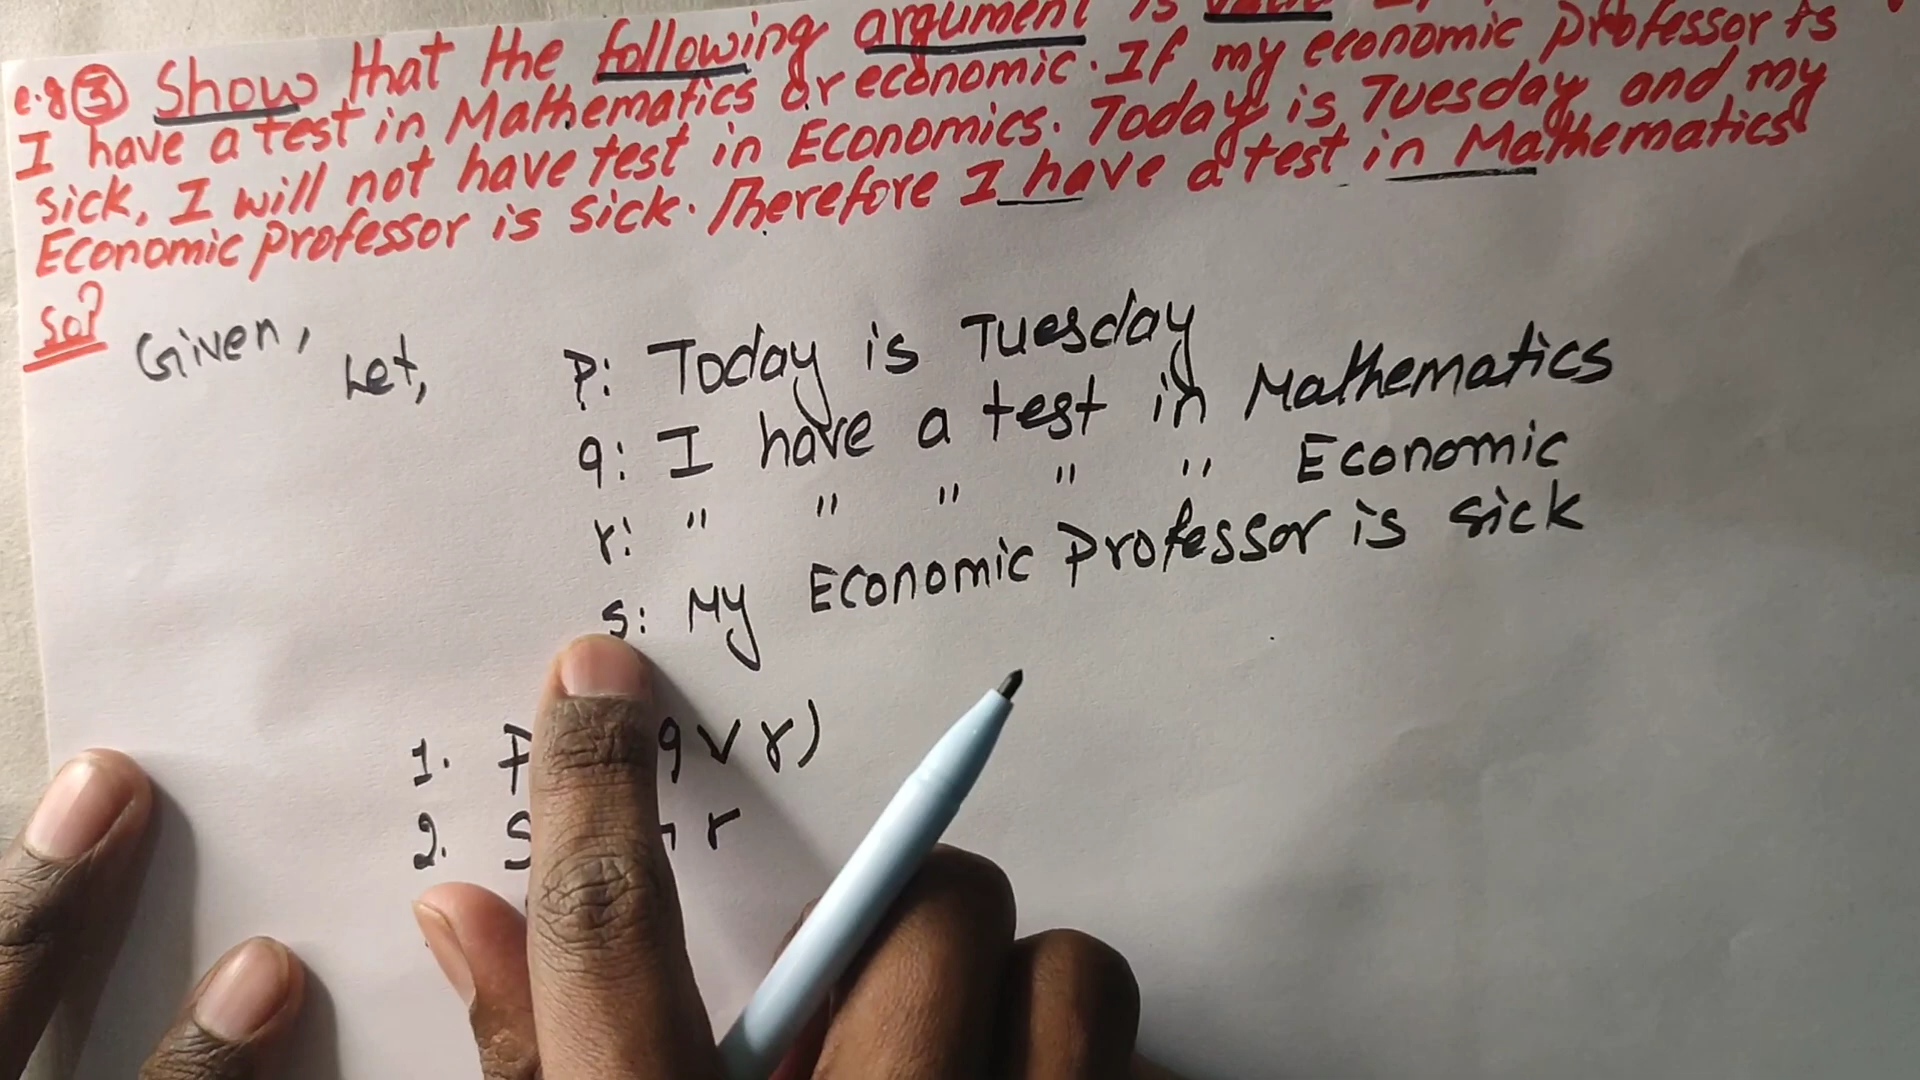 e.g ③ Show that the following argument is valid
I have a test in Mathematics or economic. If my economic professor is
sick, I will not have test in Economics. Today is Tuesday and my
Economic professor is sick. Therefore I have a test in Mathematics
Sol
Given, Let, P: Today is Tuesday
q: I have a test in Mathematics
r: " " " " " Economic
s: My Economic Professor is sick
1. P q ∨ r)
2. S ¬ r